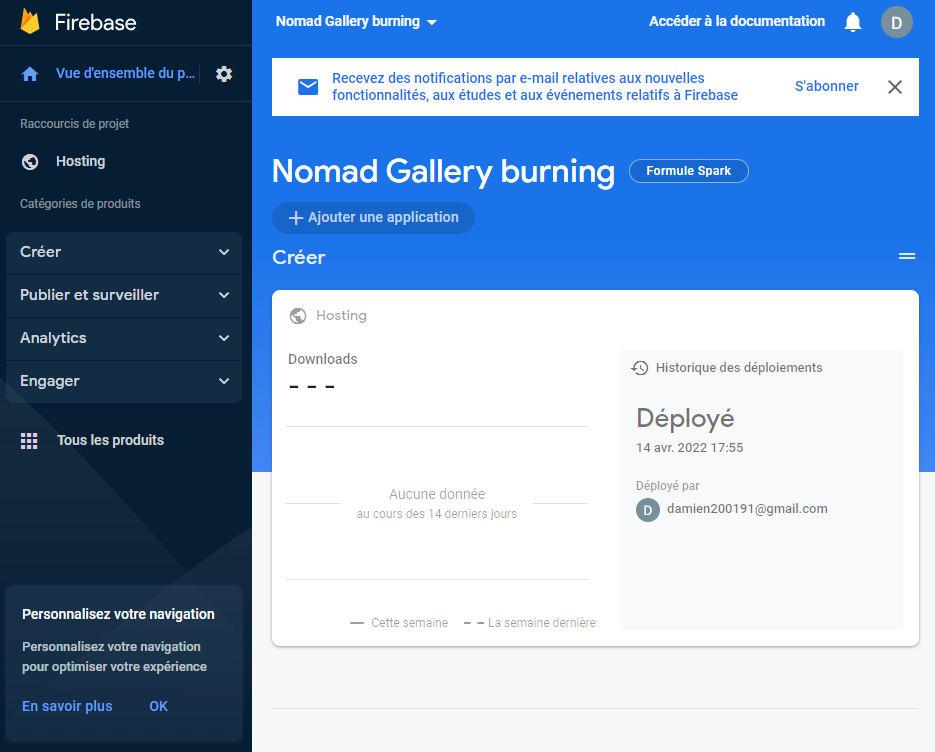 Firebase
Vue d'ensemble du p...
Raccourcis de projet
Hosting
Catégories de produits
Créer
Publier et surveiller
Analytics
Engager
Tous les produits
Personnalisez votre navigation
Personnalisez votre navigation
pour optimiser votre expérience
En savoir plus OK
Nomad Gallery burning
Accéder à la documentation
D
Recevez des notifications par e-mail relatives aux nouvelles
fonctionnalités, aux études et aux événements relatifs à Firebase
S'abonner
Nomad Gallery burning
Formule Spark
Ajouter une application
Créer
Hosting
Downloads
- - -
Aucune donnée
au cours des 14 derniers jours
Cette semaine
La semaine dernière
Historique des déploiements
Déployé
14 avr. 2022 17:55
Déployé par
D
damien200191@gmail.com